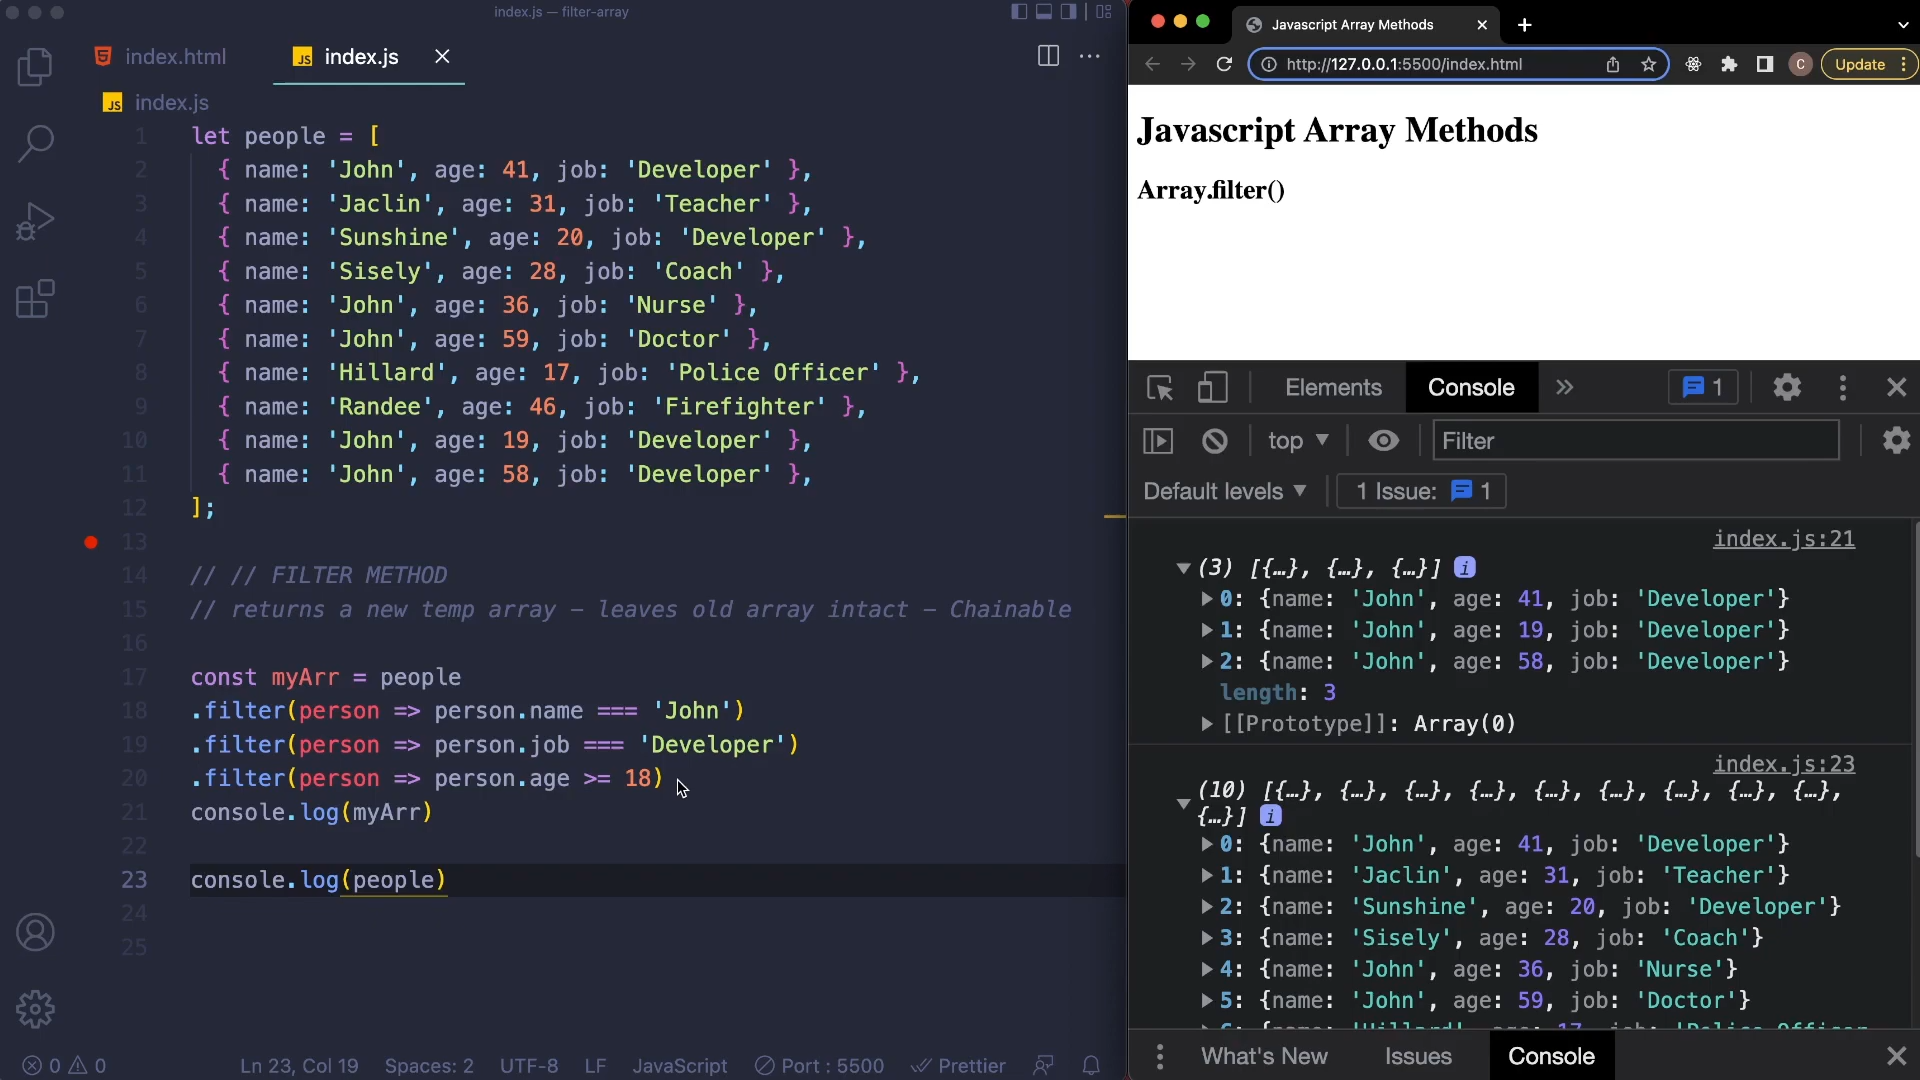 index.js — filter-array
index.html
JS index.js
JS index.js
1 let people = [
2 { name: 'John', age: 41, job: 'Developer' },
3 { name: 'Jaclin', age: 31, job: 'Teacher' },
4 { name: 'Sunshine', age: 20, job: 'Developer' },
5 { name: 'Sisely', age: 28, job: 'Coach' },
6 { name: 'John', age: 36, job: 'Nurse' },
7 { name: 'John', age: 59, job: 'Doctor' },
8 { name: 'Hillard', age: 17, job: 'Police Officer' },
9 { name: 'Randee', age: 46, job: 'Firefighter' },
10 { name: 'John', age: 19, job: 'Developer' },
11 { name: 'John', age: 58, job: 'Developer' },
12 ];
13
14 // // FILTER METHOD
15 // returns a new temp array – leaves old array intact – Chainable
16
17 const myArr = people
18 .filter(person => person.name === 'John')
19 .filter(person => person.job === 'Developer')
20 .filter(person => person.age >= 18)
21 console.log(myArr)
22
23 console.log(people)
24
25
0 0 Ln 23, Col 19 Spaces: 2 UTF-8 LF JavaScript Port : 5500 Prettier
Javascript Array Methods
http://127.0.0.1:5500/index.html
C Update
Javascript Array Methods
Array.filter()
Elements Console 1
top Filter
Default levels 1 Issue: 1
index.js:21
(3) [{…}, {…}, {…}] i
0: {name: 'John', age: 41, job: 'Developer'}
1: {name: 'John', age: 19, job: 'Developer'}
2: {name: 'John', age: 58, job: 'Developer'}
length: 3
[[Prototype]]: Array(0)
index.js:23
(10) [{…}, {…}, {…}, {…}, {…}, {…}, {…}, {…}, {…},
{…}] i
0: {name: 'John', age: 41, job: 'Developer'}
1: {name: 'Jaclin', age: 31, job: 'Teacher'}
2: {name: 'Sunshine', age: 20, job: 'Developer'}
3: {name: 'Sisely', age: 28, job: 'Coach'}
4: {name: 'John', age: 36, job: 'Nurse'}
5: {name: 'John', age: 59, job: 'Doctor'}
What's New Issues Console